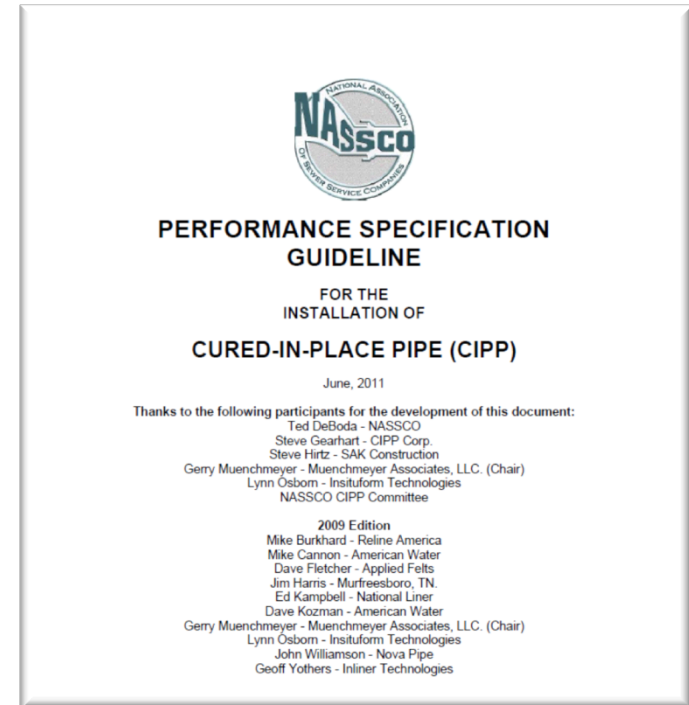 NATIONAL ASSOCIATION
NASSCO
OF SEWER SERVICE COMPANIES
PERFORMANCE SPECIFICATION
GUIDELINE
FOR THE
INSTALLATION OF
CURED-IN-PLACE PIPE (CIPP)
June, 2011
Thanks to the following participants for the development of this document:
Ted DeBoda - NASSCO
Steve Gearhart - CIPP Corp.
Steve Hirtz - SAK Construction
Gerry Muenchmeyer - Muenchmeyer Associates, LLC. (Chair)
Lynn Osborn - Insituform Technologies
NASSCO CIPP Committee
2009 Edition
Mike Burkhard - Reline America
Mike Cannon - American Water
Dave Fletcher - Applied Felts
Jim Harris - Murfreesboro, TN.
Ed Kampbell - National Liner
Dave Kozman - American Water
Gerry Muenchmeyer - Muenchmeyer Associates, LLC. (Chair)
Lynn Osborn - Insituform Technologies
John Williamson - Nova Pipe
Geoff Yothers - Inliner Technologies